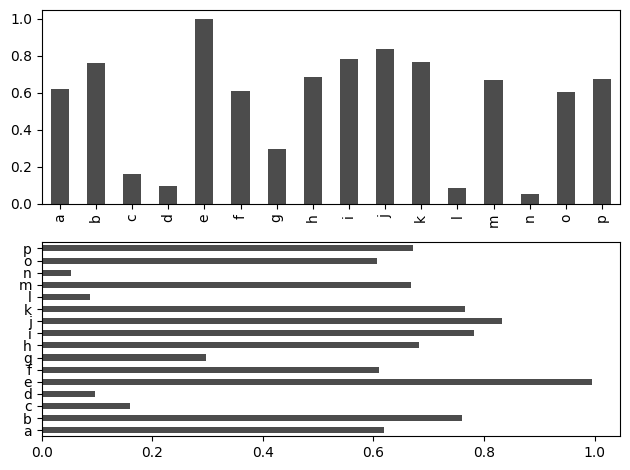 1.0
0.8
0.6
0.4
0.2
0.0
a b c d e f g h i j k l m n o p
p
o
n
m
l
k
j
i
h
g
f
e
d
c
b
a
0.0 0.2 0.4 0.6 0.8 1.0